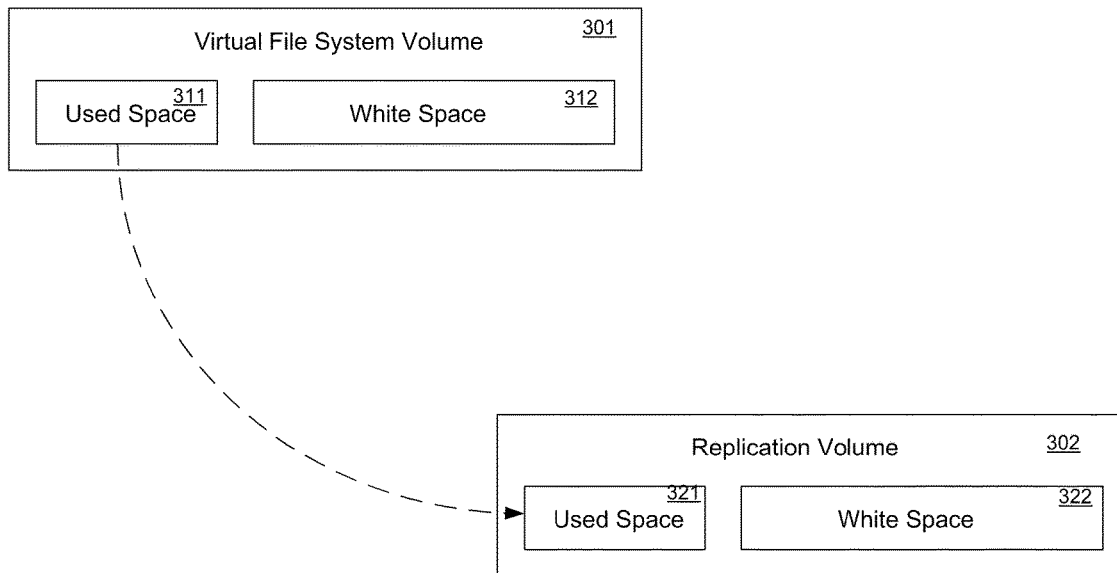 Virtual File System Volume 301
Used Space 311
White Space 312
Replication Volume 302
Used Space 321
White Space 322